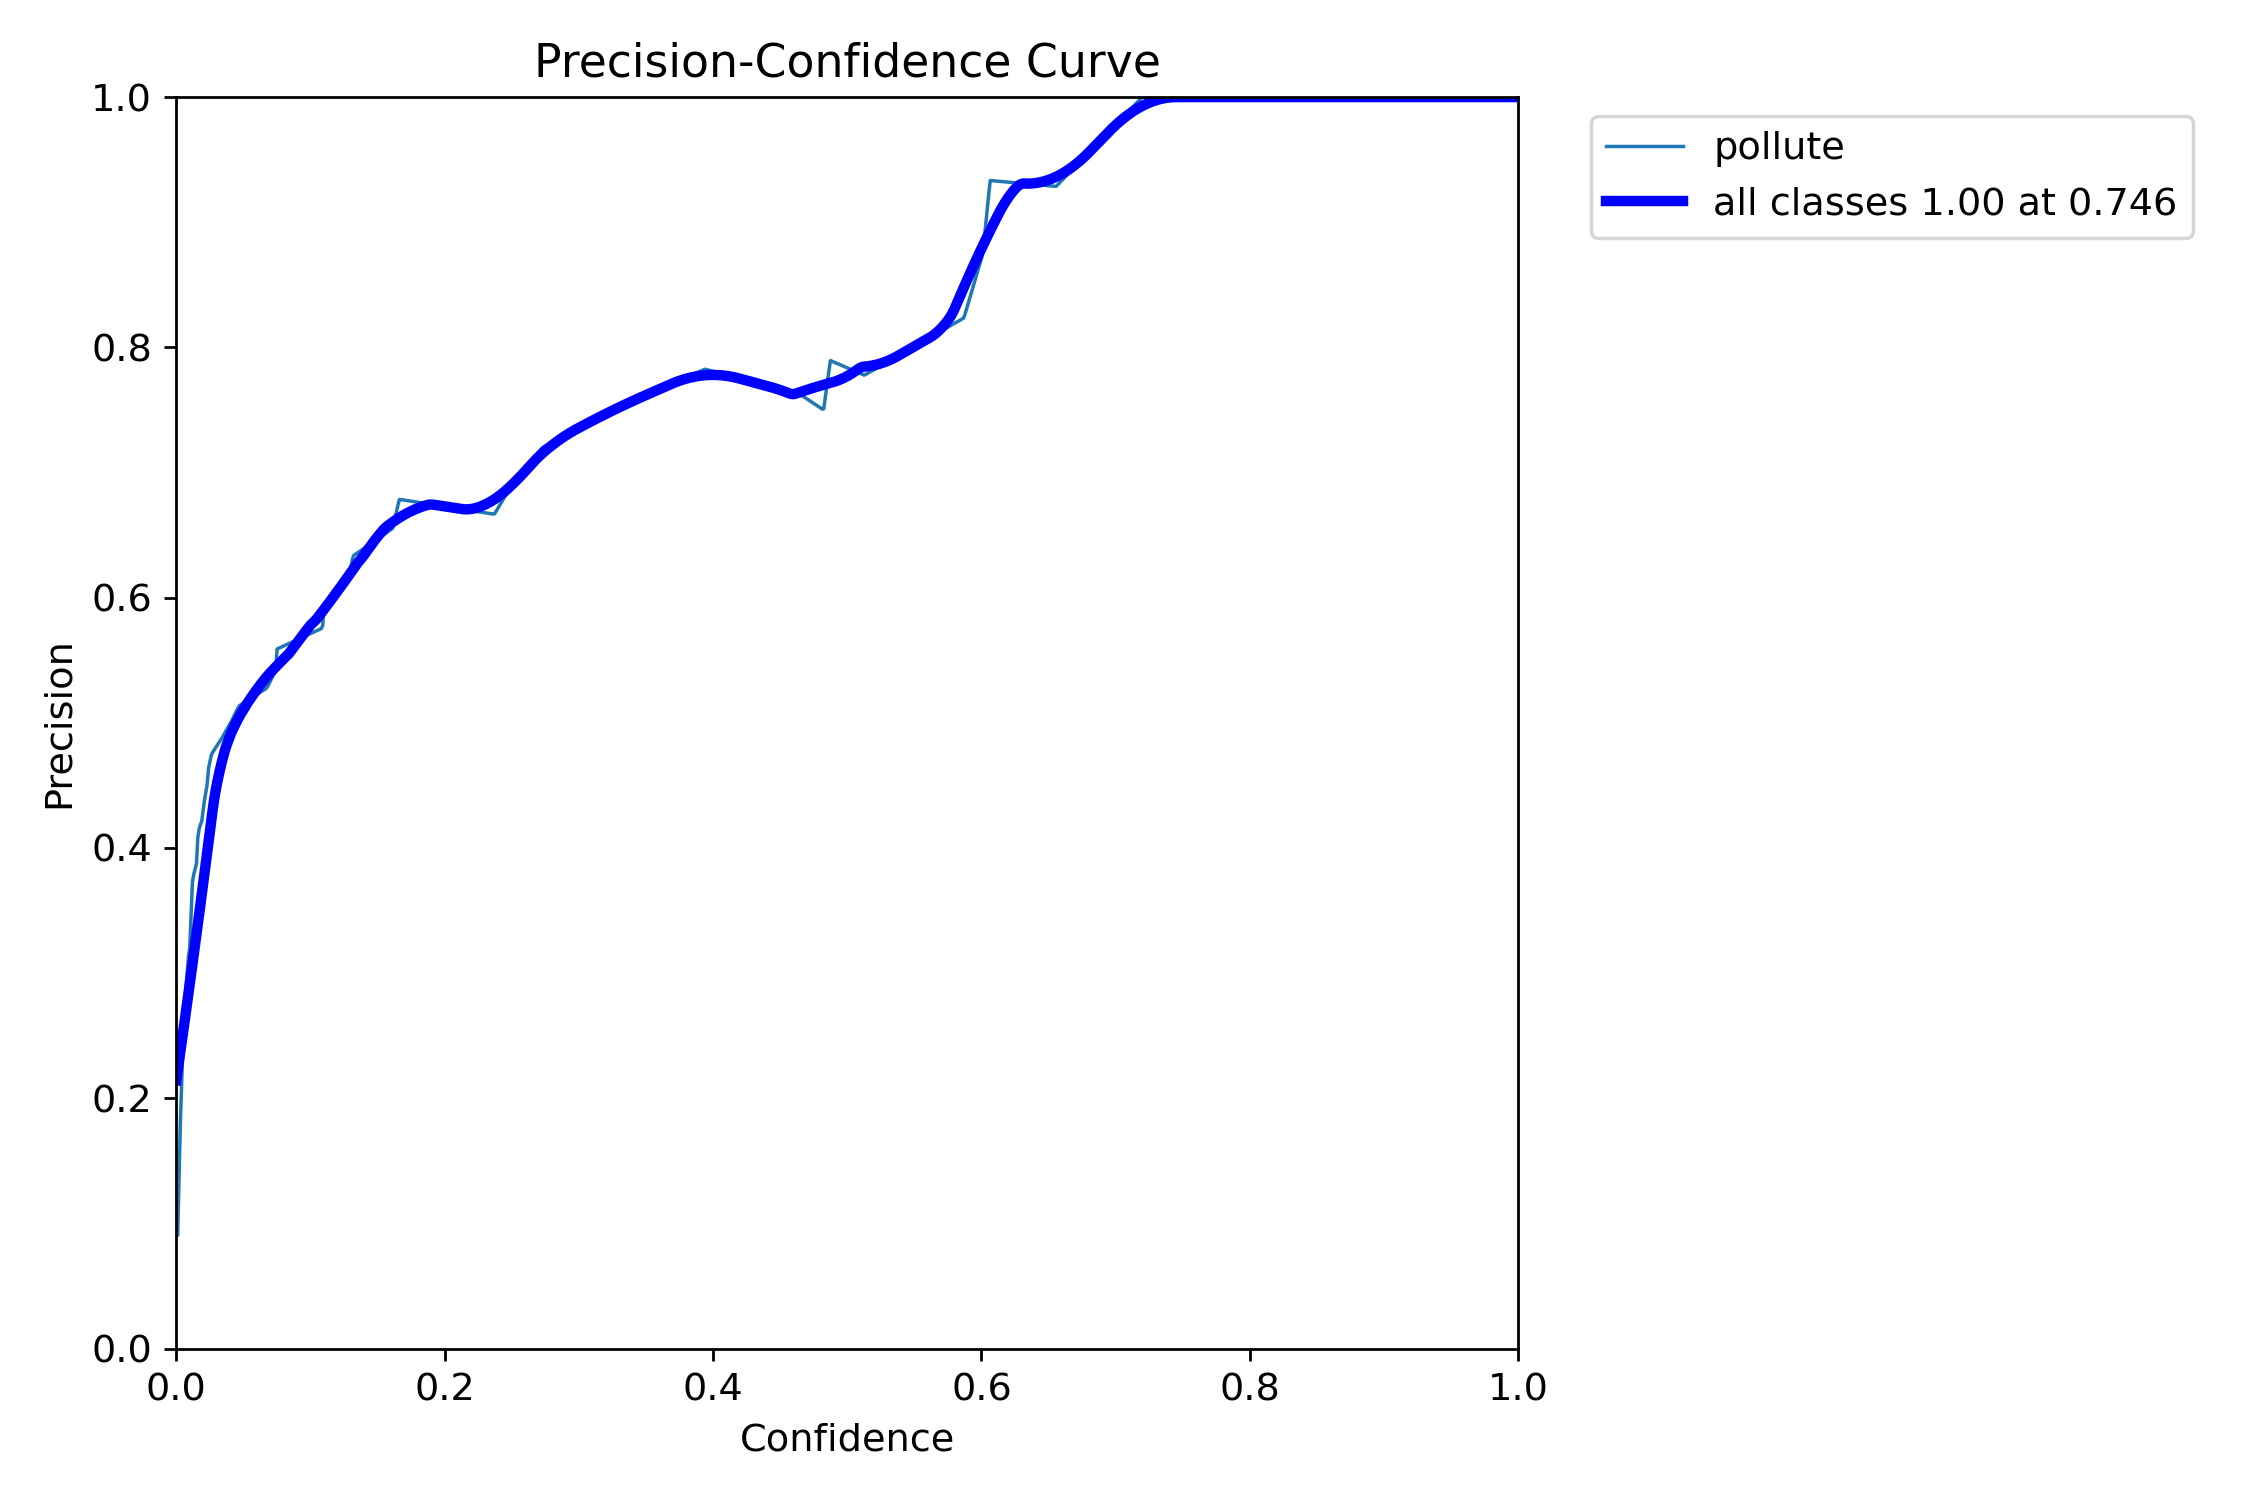 Precision-Confidence Curve
1.0
0.8
0.6
0.4
0.2
0.0
Precision
0.0 0.2 0.4 0.6 0.8 1.0
Confidence
pollute
all classes 1.00 at 0.746